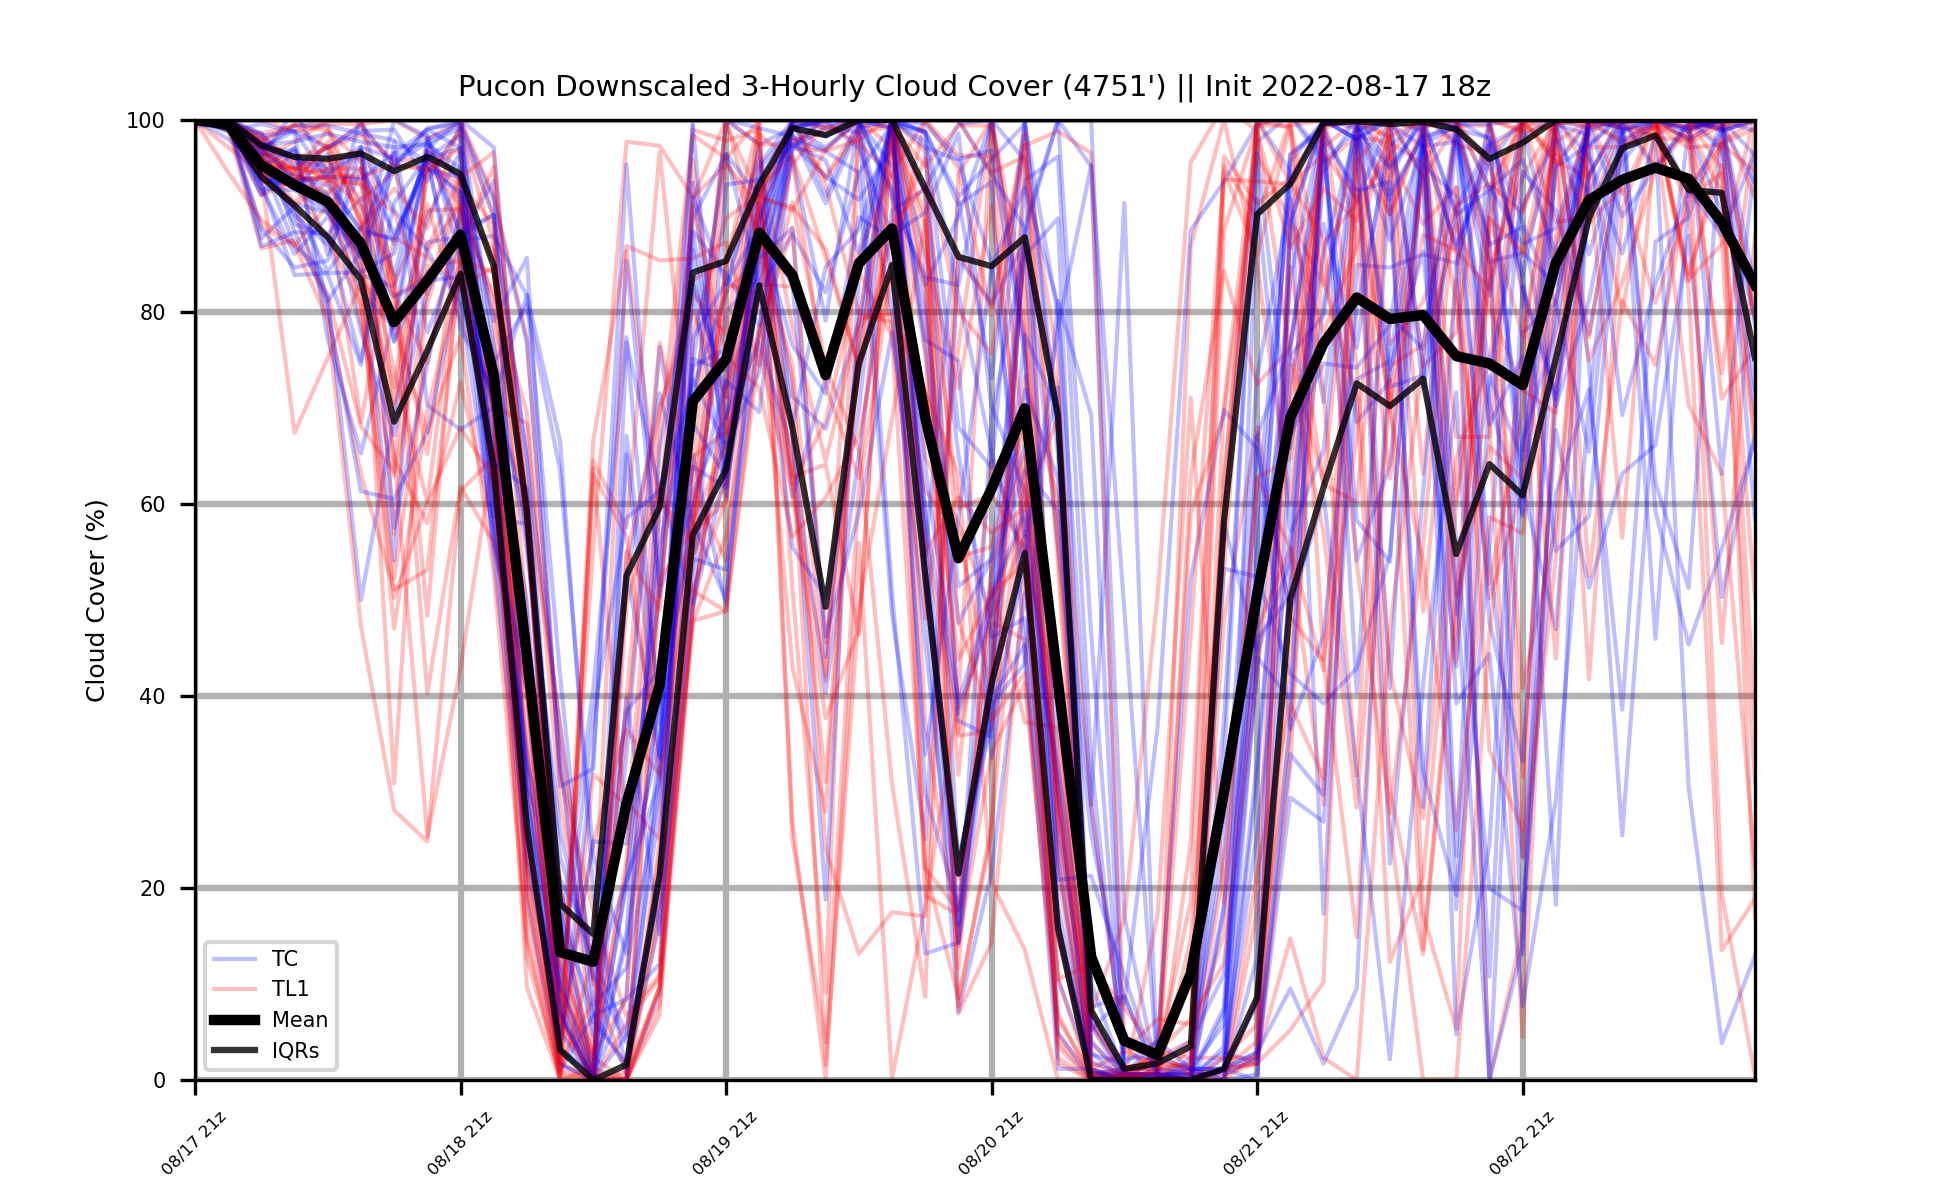 Pucon Downscaled 3-Hourly Cloud Cover (4751') || Init 2022-08-17 18z
Cloud Cover (%)
100
80
60
40
20
0
TC
TL1
Mean
IQRs
08/17 21z
08/18 21z
08/19 21z
08/20 21z
08/21 21z
08/22 21z